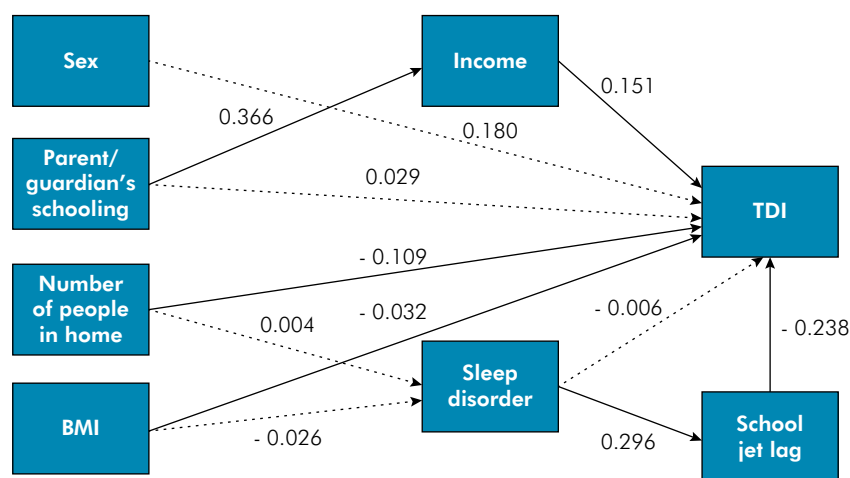 Sex
Income
0.151
0.366
0.180
Parent/
guardian's
schooling
0.029
TDI
- 0.109
Number
of people
in home
- 0.032
0.004
- 0.006
- 0.238
Sleep
disorder
BMI
- 0.026
0.296
School
jet lag